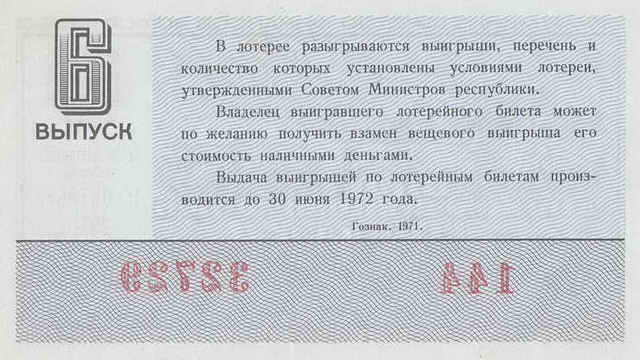 6
ВЫПУСК
В лотерее разыгрываются выигрыши, перечень и
количество которых установлены условиями лотереи,
утвержденными Советом Министров республики.
Владелец выигравшего лотерейного билета может
по желанию получить взамен вещевого выигрыша его
стоимость наличными деньгами.
Выдача выигрышей по лотерейным билетам произ-
водится до 30 июня 1972 года.
Гознак. 1971.